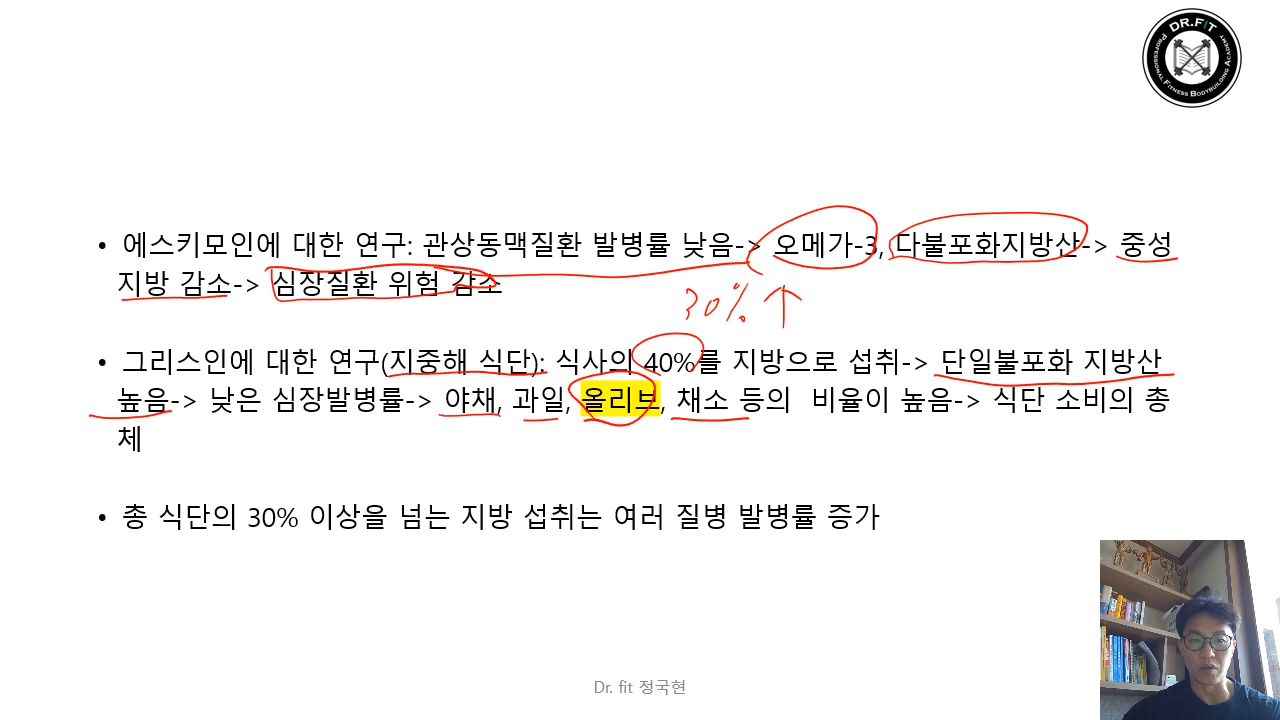 DR.FIT
PROFESSIONAL FITNESS BODYBUILDING ACADEMY
• 에스키모인에 대한 연구: 관상동맥질환 발병률 낮음-> 오메가-3, 다불포화지방산-> 중성
지방 감소-> 심장질환 위험 감소
30% ↑
• 그리스인에 대한 연구(지중해 식단): 식사의 40%를 지방으로 섭취-> 단일불포화 지방산
높음-> 낮은 심장발병률-> 야채, 과일, 올리브, 채소 등의 비율이 높음-> 식단 소비의 총
체
• 총 식단의 30% 이상을 넘는 지방 섭취는 여러 질병 발병률 증가
Dr. fit 정국현